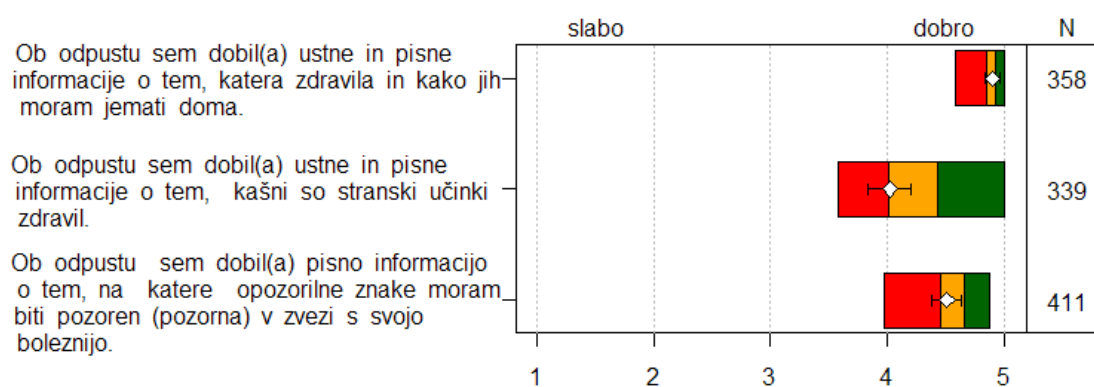 slabo dobro N
Ob odpustu sem dobil(a) ustne in pisne
informacije o tem, katera zdravila in kako jih
moram jemati doma.
358
Ob odpustu sem dobil(a) ustne in pisne
informacije o tem, kašni so stranski učinki
zdravil.
339
Ob odpustu sem dobil(a) pisno informacijo
o tem, na katere opozorilne znake moram
biti pozoren (pozorna) v zvezi s svojo
boleznijo.
411
1 2 3 4 5